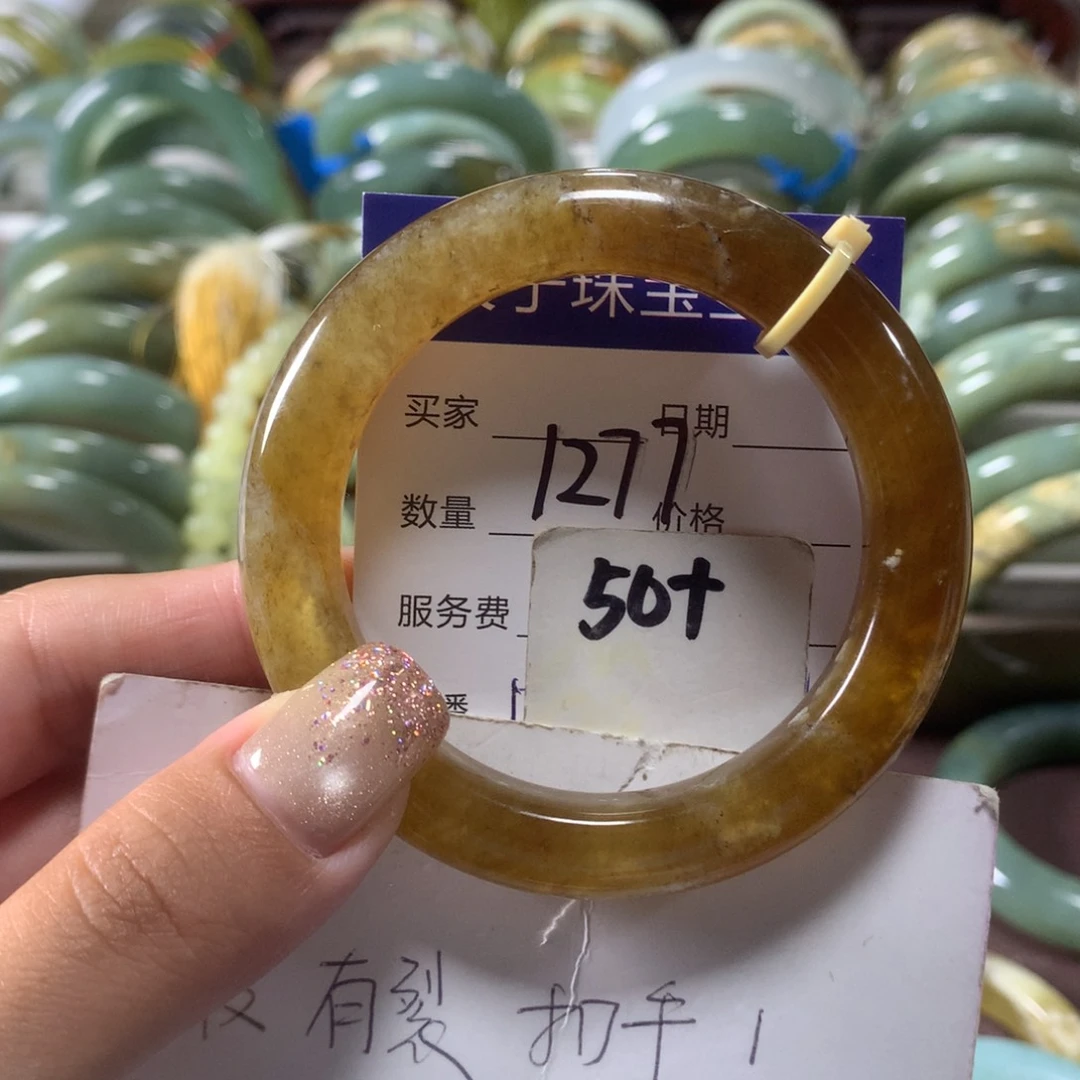 于珠宝
买家 日期
1277
数量 价格
50+
服务费
有裂 扣手